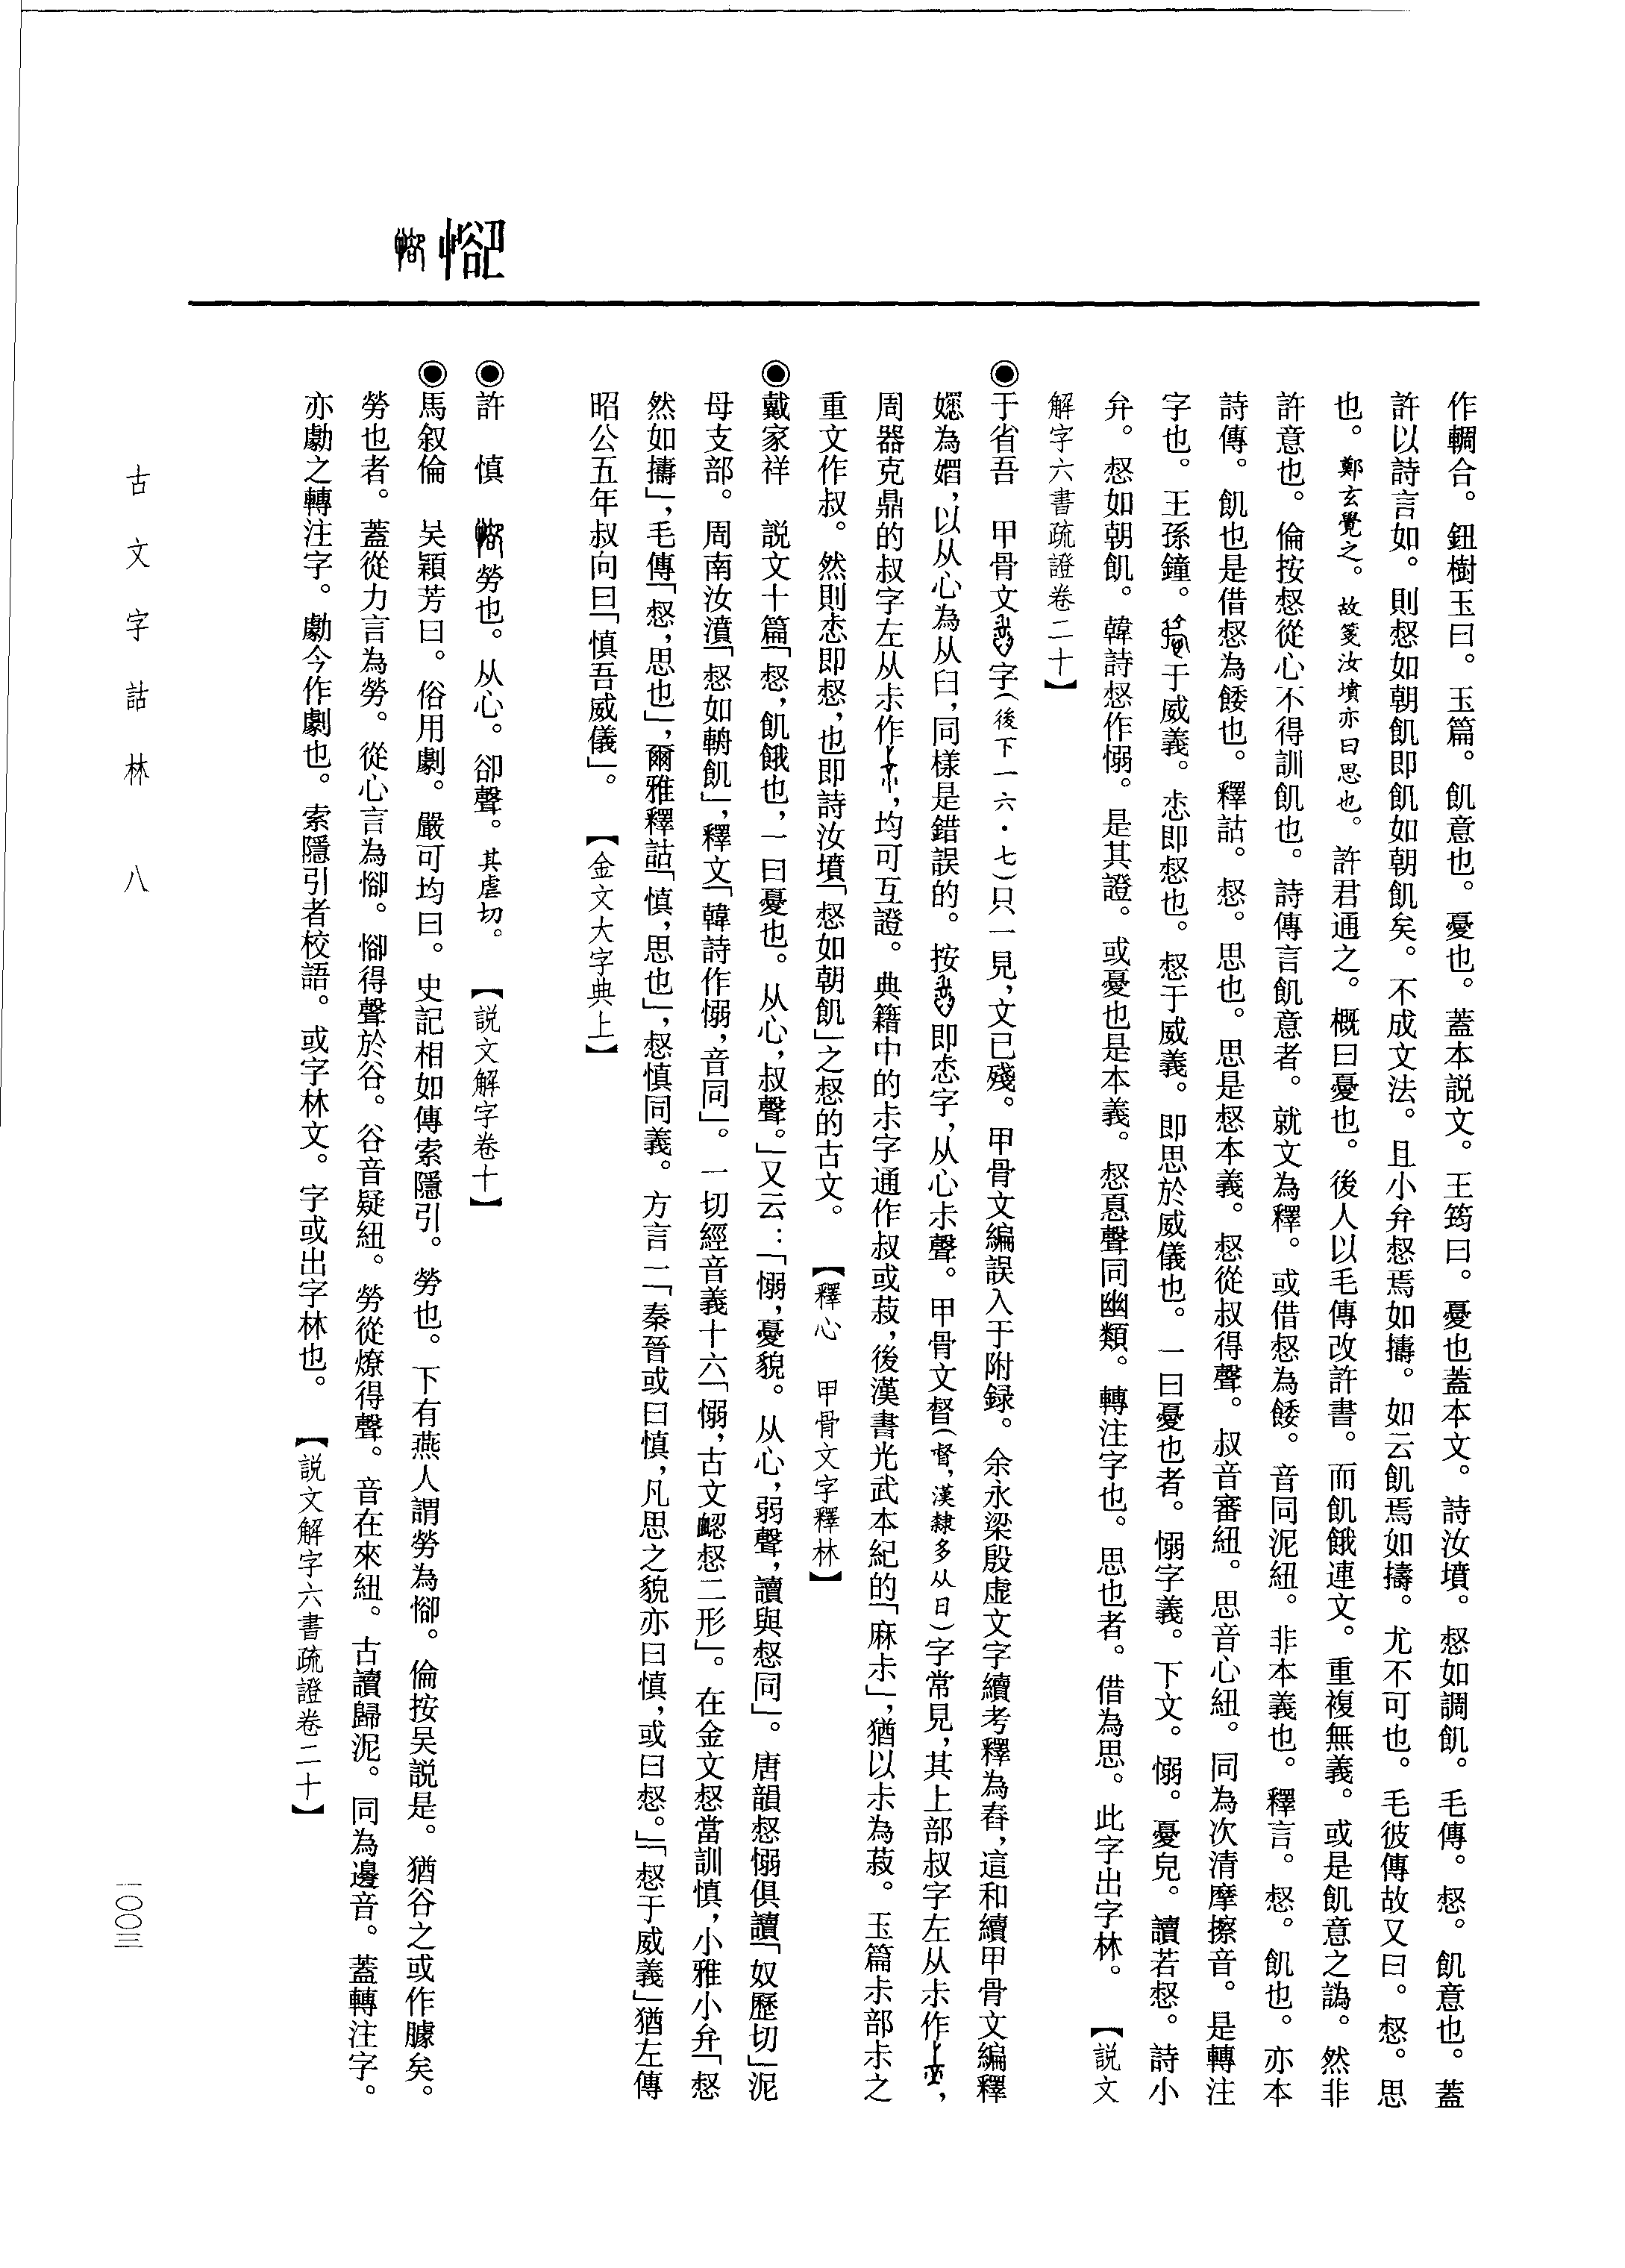 㥛
作輖合。鈕樹玉曰。玉篇。飢意也。憂也。蓋本説文。王筠曰。憂也蓋本文。詩汝墳。惄如調飢。毛傳。惄。飢意也。蓋
許以詩言如。則惄如朝飢即飢如朝飢矣。不成文法。且小弁惄焉如擣。如云飢焉如擣。尤不可也。毛彼傳故又曰。惄。思
也。鄭玄覺之。故箋汝墳亦曰思也。許君通之。概曰憂也。後人以毛傳改許書。而飢餓連文。重複無義。或是飢意之譌。然非
許意也。倫按惄從心不得訓飢也。詩傳言飢意者。就文為釋。或借惄為餧。音同泥紐。非本義也。釋言。惄。飢也。亦本
詩傳。飢也是借惄為餧也。釋詁。惄。思也。思是惄本義。惄從叔得聲。叔音審紐。思音心紐。同為次清摩擦音。是轉注
字也。王孫鐘。于威義。恷即惄也。惄于威義。即思於威儀也。一曰憂也者。愵字義。下文。愵。憂皃。讀若惄。詩小
弁。惄如朝飢。韓詩惄作愵。是其證。或憂也是本義。惄㥑聲同幽類。轉注字也。思也者。借為思。此字出字林。【説文
解字六書疏證卷二十】
◉于省吾　甲骨文字（後下一六·七）只一見，文已殘。甲骨文編誤入于附録。余永梁殷虚文字續考釋為舂，這和續甲骨文編釋
媤為媢，以从心為从臼，同樣是錯誤的。按即恷字，从心尗聲。甲骨文督（督，漢隸多从日）字常見，其上部叔字左从尗作，
周器克鼎的叔字左从尗作，均可互證。典籍中的尗字通作叔或菽，後漢書光武本紀的「麻尗」，猶以尗為菽。玉篇尗部尗之
重文作叔。然則恷即惄，也即詩汝墳「惄如朝飢」之惄的古文。【釋心　甲骨文字釋林】
◉戴家祥　説文十篇「惄，飢餓也，一曰憂也。从心，叔聲。」又云：「愵，憂貌。从心，弱聲，讀與惄同」。唐韻惄愵俱讀「奴歷切」泥
母支部。周南汝濆「惄如輖飢」，釋文「韓詩作愵，音同」。一切經音義十六「愵，古文惄二形」。在金文惄當訓慎，小雅小弁「惄
然如擣」，毛傳「惄，思也」，爾雅釋詁「慎，思也」，惄慎同義。方言一「秦晉或曰慎，凡思之貌亦曰慎，或曰惄。」「惄于威義」猶左傳
昭公五年叔向曰「慎吾威儀」。【金文大字典上】
◉許　慎　勞也。从心。卻聲。其虐切。【説文解字卷十】
◉馬叙倫　吴穎芳曰。俗用劇。嚴可均曰。史記相如傳索隱引。勞也。下有燕人謂勞為㥛。倫按吴説是。猶谷之或作臄矣。
勞也者。蓋從力言為勞。從心言為㥛。㥛得聲於谷。谷音疑紐。勞從燎得聲。音在來紐。古讀歸泥。同為邊音。蓋轉注字。
亦勮之轉注字。勮今作劇也。索隱引者校語。或字林文。字或出字林也。【説文解字六書疏證卷二十】
古文字詁林　八
一〇〇三